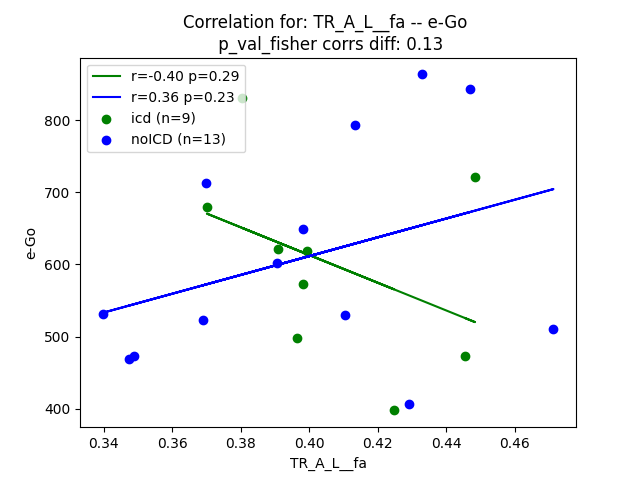 Correlation for: TR_A_L__fa -- e-Go
p_val_fisher corrs diff: 0.13
r=-0.40 p=0.29
r=0.36 p=0.23
icd (n=9)
noICD (n=13)
800
700
600
500
400
e-Go
0.34 0.36 0.38 0.40 0.42 0.44 0.46
TR_A_L__fa